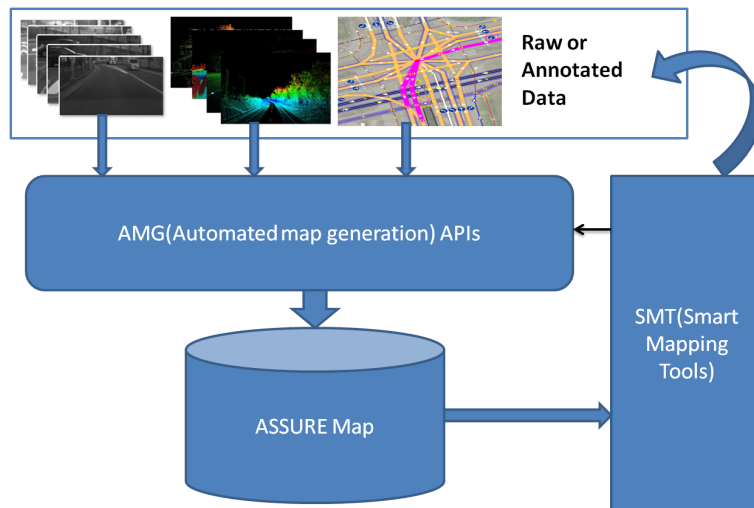 Raw or
Annotated
Data
AMG(Automated map generation) APIs
SMT(Smart
Mapping
Tools)
ASSURE Map